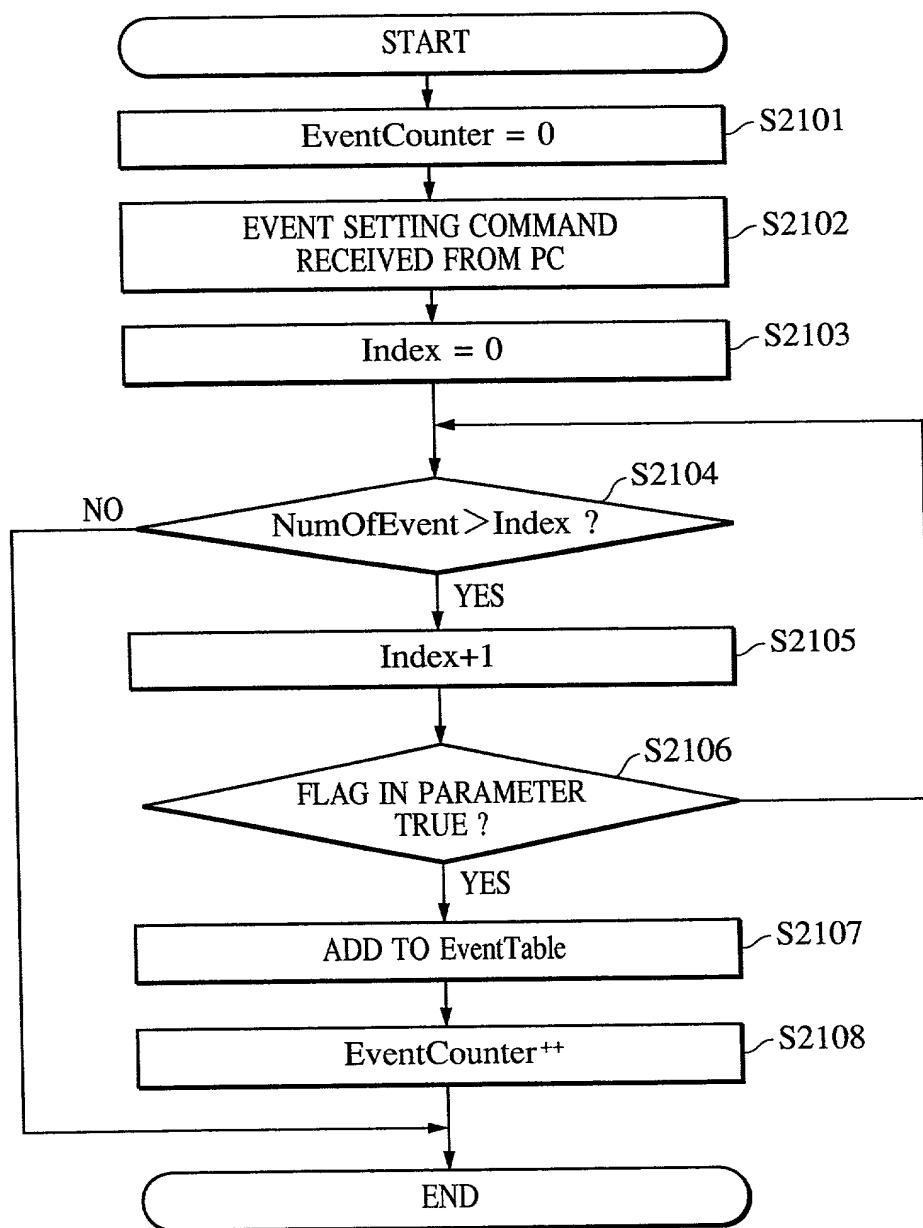 START
EventCounter = 0
S2101
EVENT SETTING COMMAND
RECEIVED FROM PC
S2102
Index = 0
S2103
S2104
NO
NumOfEvent>Index ?
YES
Index+1
S2105
S2106
FLAG IN PARAMETER
TRUE ?
YES
ADD TO EventTable
S2107
EventCounter++
S2108
END